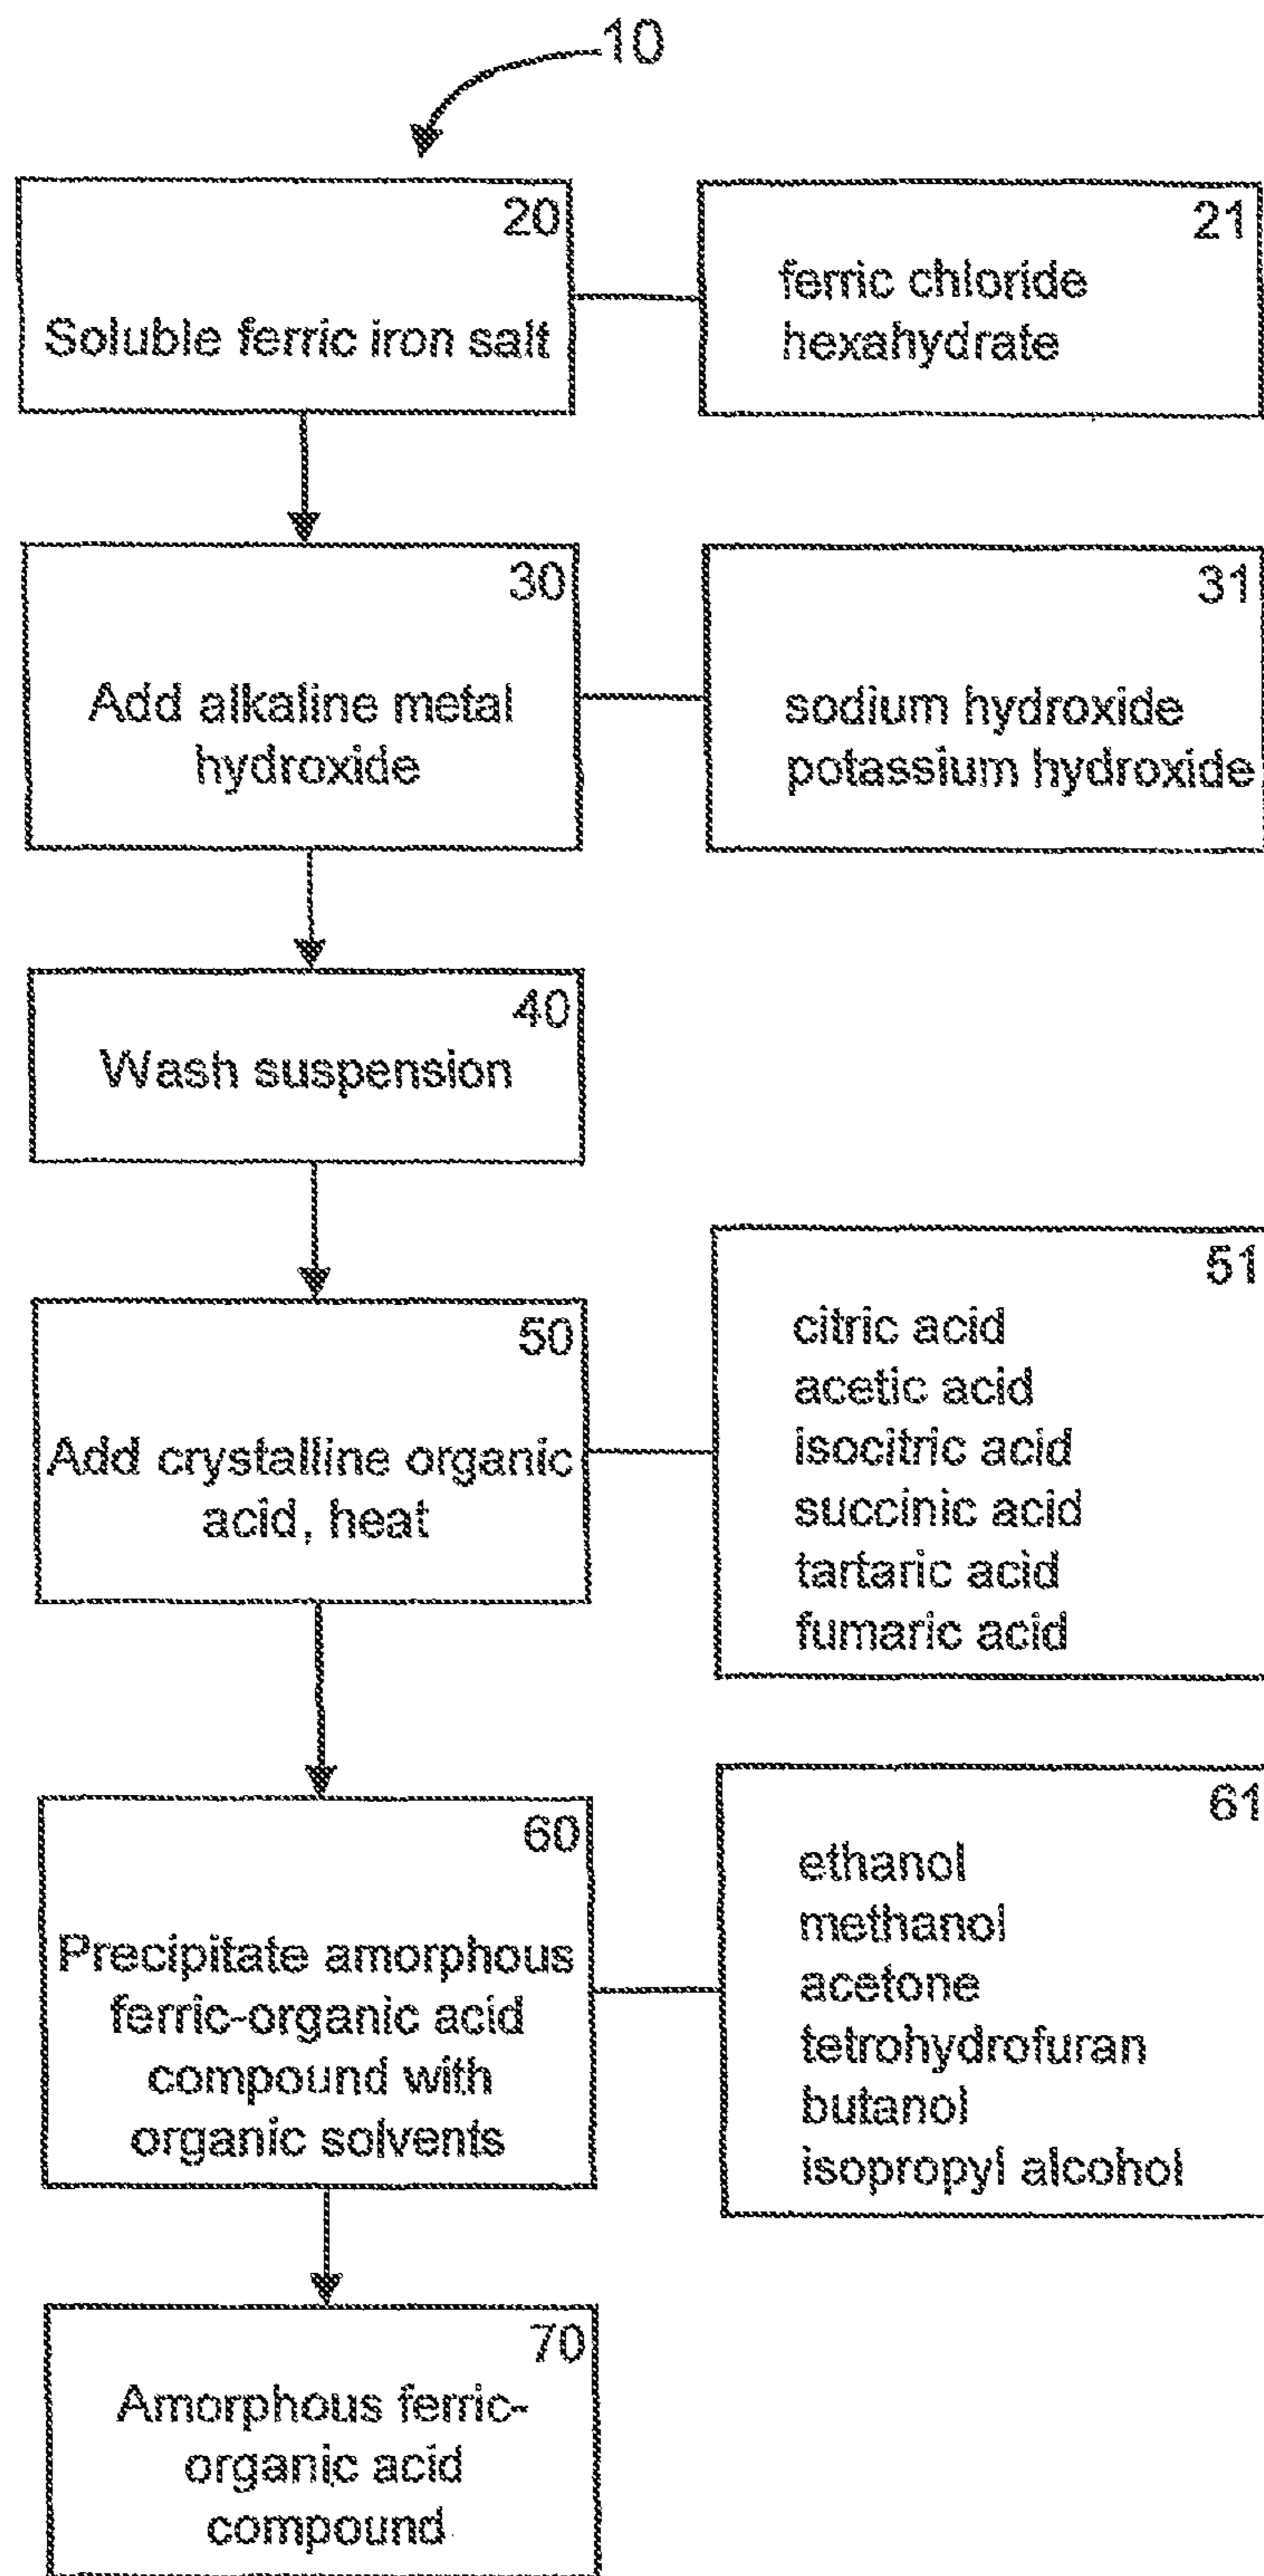 10
20
Soluble ferric iron salt
21
ferric chloride
hexahydrate
30
Add alkaline metal
hydroxide
31
sodium hydroxide
potassium hydroxide
40
Wash suspension
50
Add crystalline organic
acid, heat
51
citric acid
acetic acid
isocitric acid
succinic acid
tartaric acid
fumaric acid
60
Precipitate amorphous
ferric-organic acid
compound with
organic solvents
61
ethanol
methanol
acetone
tetrohydrofuran
butanol
isopropyl alcohol
70
Amorphous ferric-
organic acid
compound